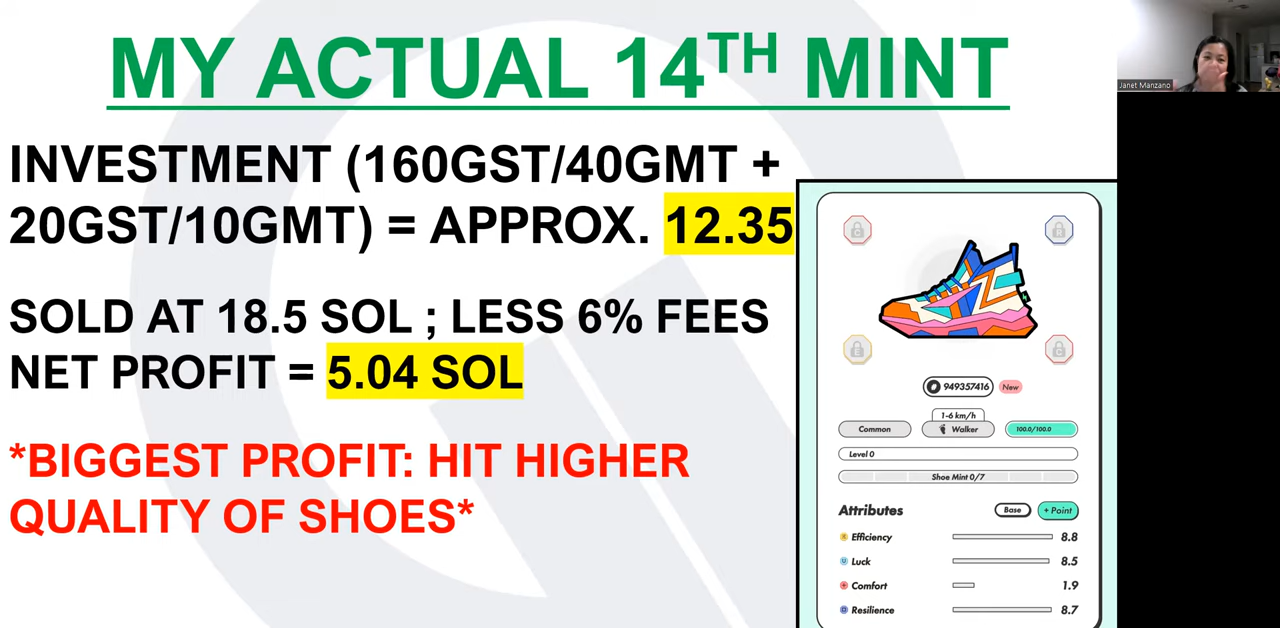 MY ACTUAL 14TH MINT
Janet Manzano
INVESTMENT (160GST/40GMT +
20GST/10GMT) = APPROX. 12.35
SOLD AT 18.5 SOL ; LESS 6% FEES
NET PROFIT = 5.04 SOL
*BIGGEST PROFIT: HIT HIGHER
QUALITY OF SHOES*
C
R
E
C
949357416 New
1-6 km/h
Common Walker 100.0/100.0
Level 0
Shoe Mint 0/7
Attributes Base + Point
Efficiency 8.8
Luck 8.5
Comfort 1.9
Resilience 8.7